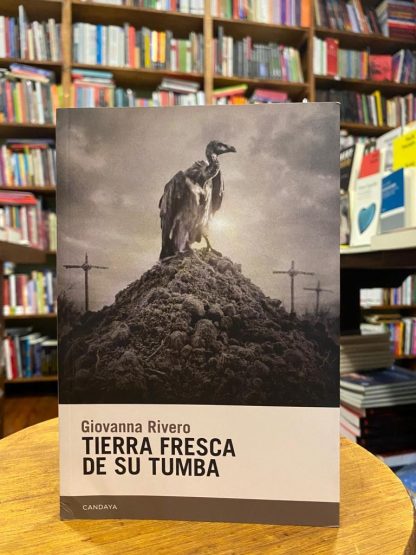 Giovanna Rivero
TIERRA FRESCA
DE SU TUMBA
CANDAYA